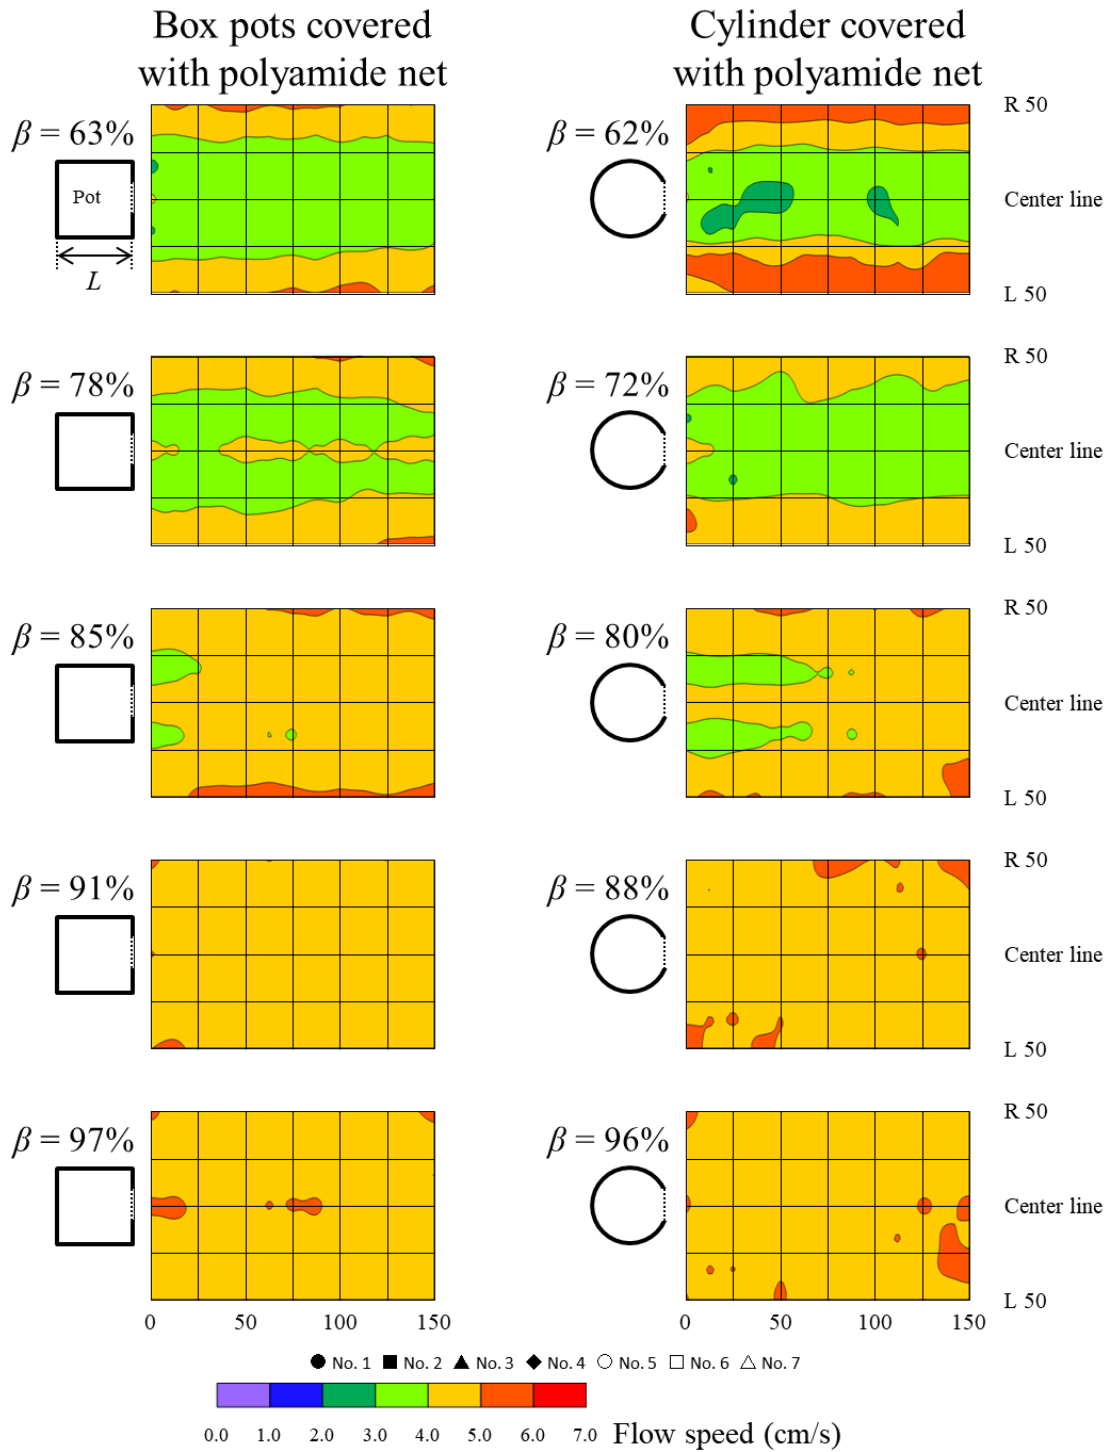 Box pots covered
with polyamide net
Cylinder covered
with polyamide net
β = 63%
Pot
L
β = 62%
R 50
Center line
L 50
β = 78%
β = 72%
R 50
Center line
L 50
β = 85%
β = 80%
R 50
Center line
L 50
β = 91%
β = 88%
R 50
Center line
L 50
β = 97%
β = 96%
R 50
Center line
L 50
0 50 100 150
0 50 100 150
● No. 1 ■ No. 2 ▲ No. 3 ◆ No. 4 ○ No. 5 □ No. 6 △ No. 7
0.0 1.0 2.0 3.0 4.0 5.0 6.0 7.0 Flow speed (cm/s)